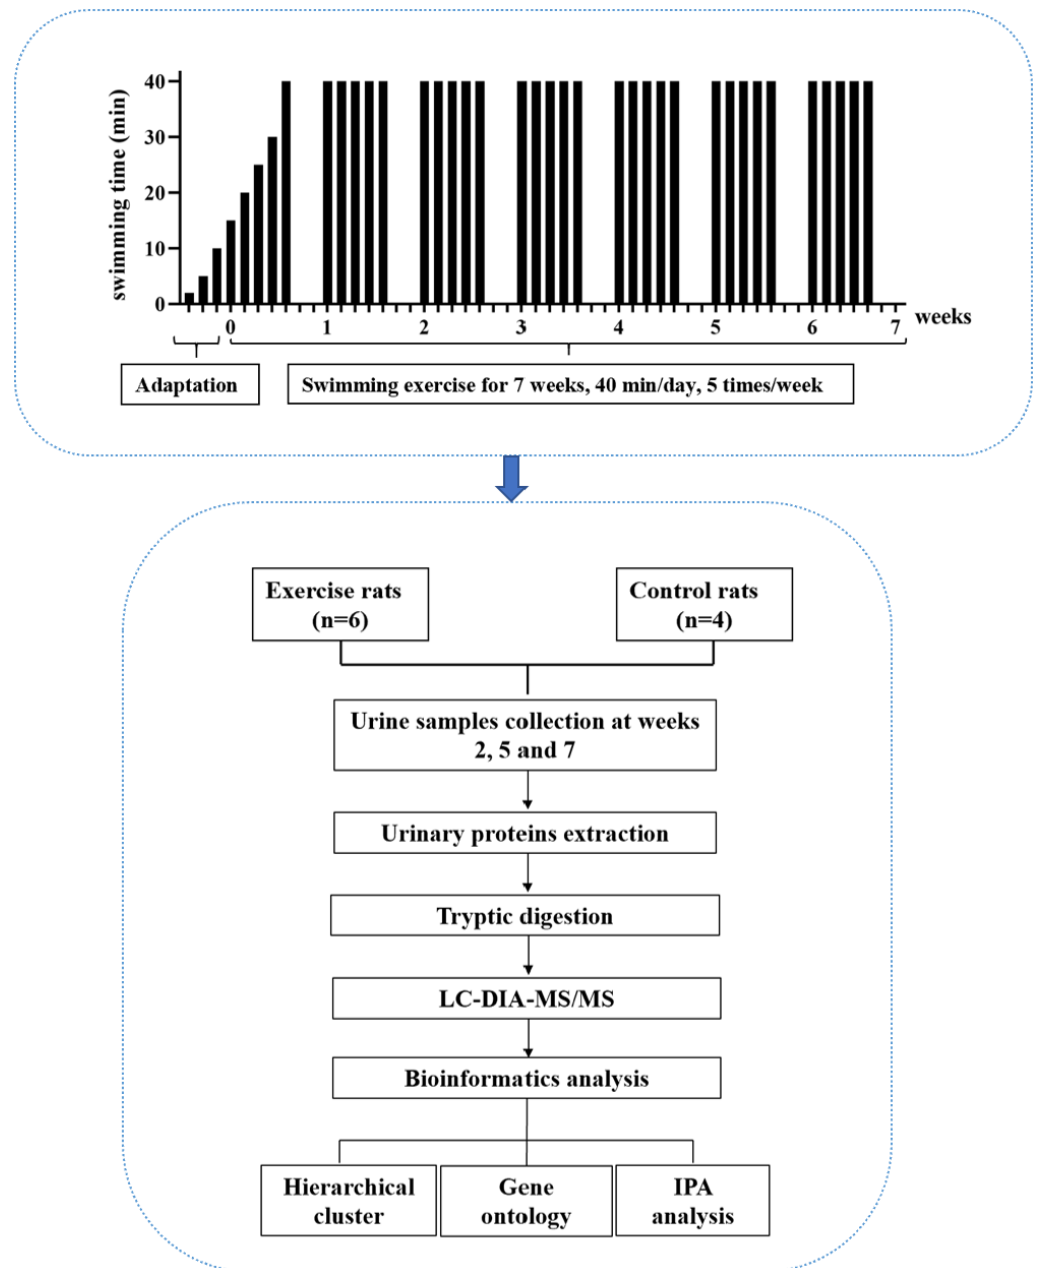 swimming time (min)
40
30
20
10
0
0 1 2 3 4 5 6 7 weeks
Adaptation
Swimming exercise for 7 weeks, 40 min/day, 5 times/week
Exercise rats
(n=6)
Control rats
(n=4)
Urine samples collection at weeks
2, 5 and 7
Urinary proteins extraction
Tryptic digestion
LC-DIA-MS/MS
Bioinformatics analysis
Hierarchical
cluster
Gene
ontology
IPA
analysis